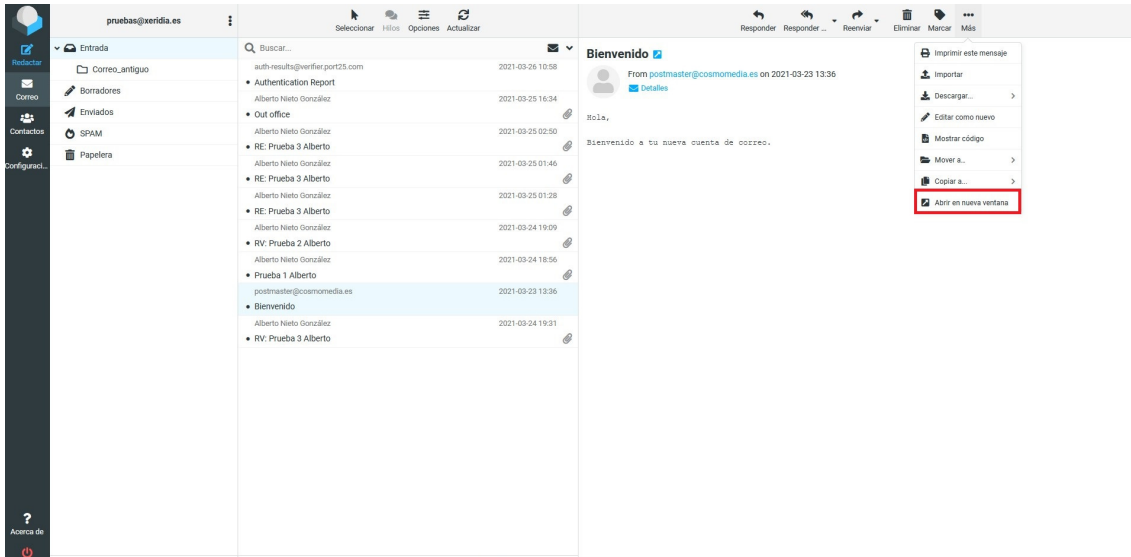 pruebas@xeridia.es
Seleccionar Hilos Opciones Actualizar
Responder Responder ... Reenviar Eliminar Marcar Más
Redactar
Correo
Contactos
Configuraci...
Acerca de
Entrada
Correo_antiguo
Borradores
Enviados
SPAM
Papelera
Buscar...
auth-results@verifier.port25.com 2021-03-26 10:58
Authentication Report
Alberto Nieto González 2021-03-25 16:34
Out office
Alberto Nieto González 2021-03-25 02:50
RE: Prueba 3 Alberto
Alberto Nieto González 2021-03-25 01:46
RE: Prueba 3 Alberto
Alberto Nieto González 2021-03-25 01:28
RE: Prueba 3 Alberto
Alberto Nieto González 2021-03-24 19:09
RV: Prueba 2 Alberto
Alberto Nieto González 2021-03-24 18:56
Prueba 1 Alberto
postmaster@cosmomedia.es 2021-03-23 13:36
Bienvenido
Alberto Nieto González 2021-03-24 19:31
RV: Prueba 3 Alberto
Bienvenido
From postmaster@cosmomedia.es on 2021-03-23 13:36
Detalles
Hola,
Bienvenido a tu nueva cuenta de correo.
Imprimir este mensaje
Importar
Descargar...
Editar como nuevo
Mostrar código
Mover a...
Copiar a...
Abrir en nueva ventana